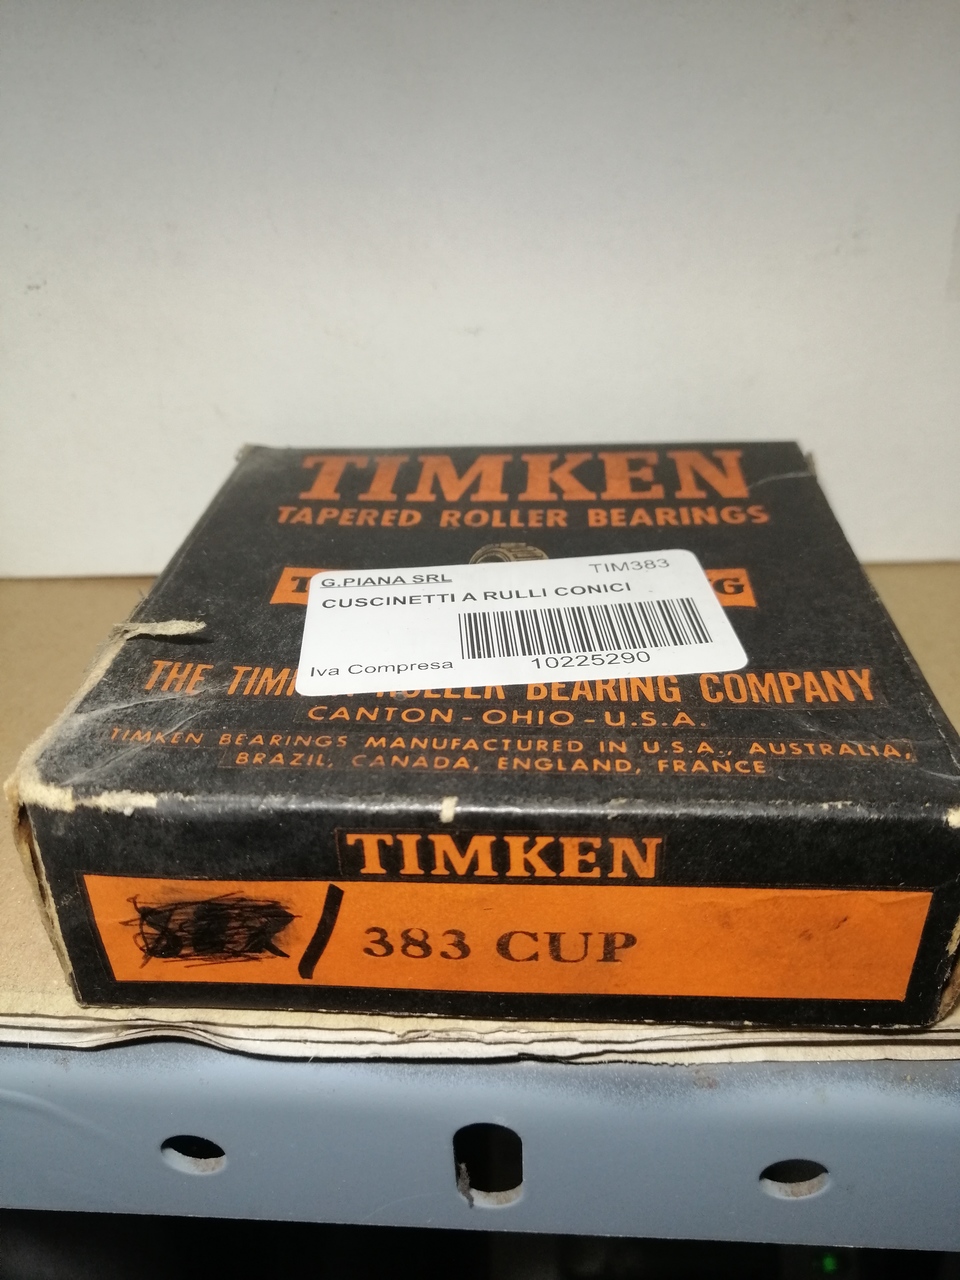 TIMKEN
TAPERED ROLLER BEARINGS
G.PIANA SRL TIM383
CUSCINETTI A RULLI CONICI
Iva Compresa 10225290
THE ROLLER BEARING COMPANY
CANTON - OHIO - U.S.A.
TIMKEN BEARINGS MANUFACTURED IN U.S.A., AUSTRALIA,
BRAZIL, CANADA, ENGLAND, FRANCE
TIMKEN
383 CUP